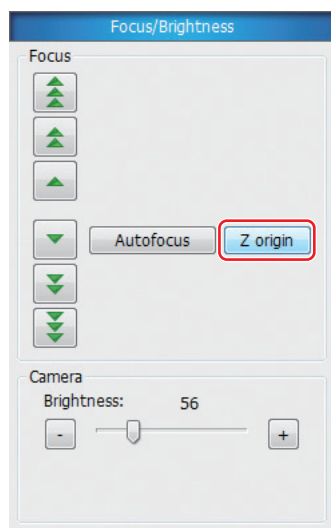 Focus/Brightness
Focus
Autofocus Z origin
Camera
Brightness: 56
- +